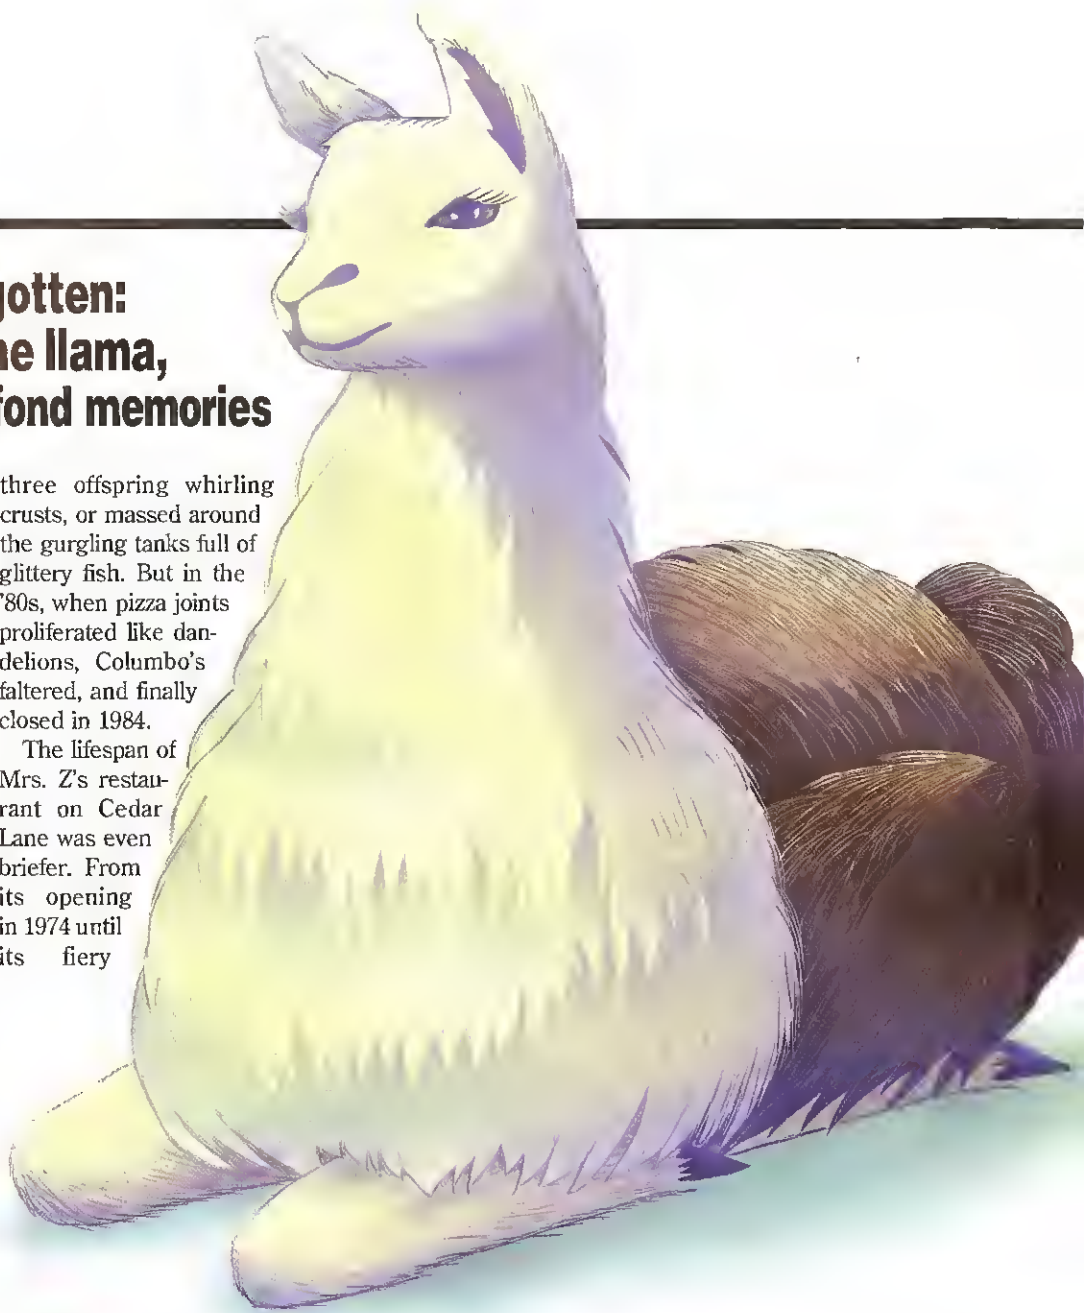 gotten:
ne llama,
fond memories
three offspring whirling
crusts, or massed around
the gurgling tanks full of
glittery fish. But in the
'80s, when pizza joints
proliferated like dan-
delions, Columbo's
faltered, and finally
closed in 1984.
The lifespan of
Mrs. Z's restau-
rant on Cedar
Lane was even
briefer. From
its opening
in 1974 until
its fiery